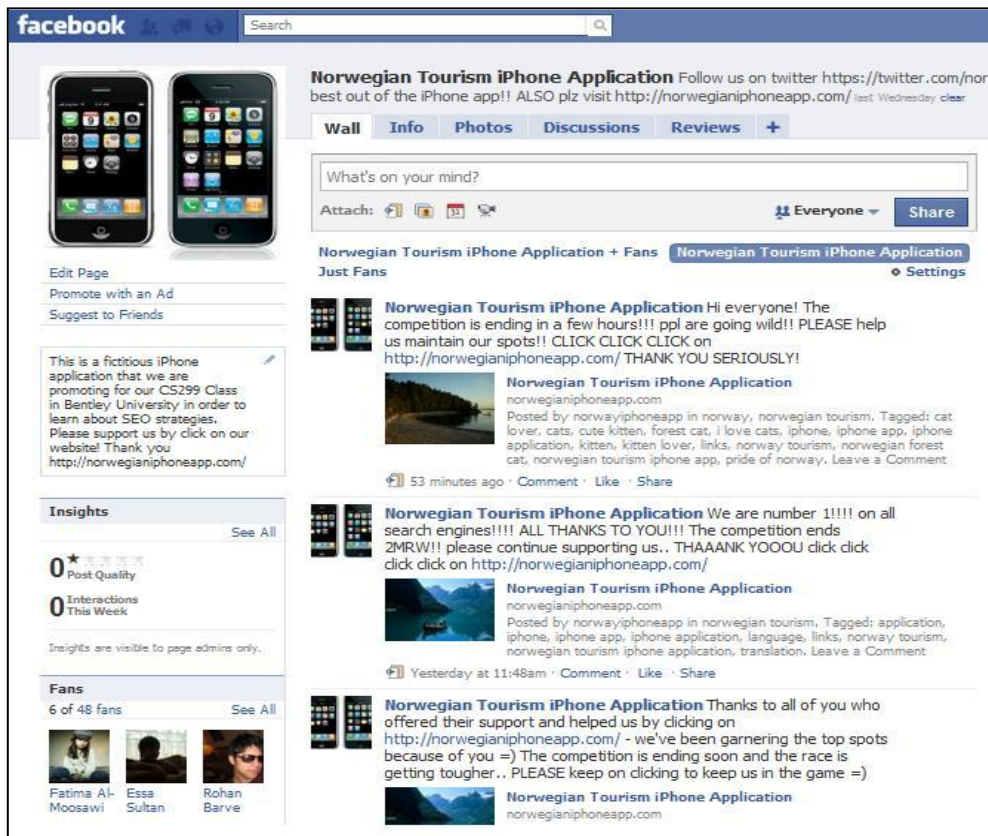 facebook
Search
Norwegian Tourism iPhone Application Follow us on twitter https://twitter.com/nor
best out of the iPhone app!! ALSO plz visit http://norwegianiphoneapp.com/ last Wednesday clear
Wall Info Photos Discussions Reviews +
What's on your mind?
Attach: 31 Everyone Share
Norwegian Tourism iPhone Application + Fans Norwegian Tourism iPhone Application
Just Fans Settings
Edit Page
Promote with an Ad
Suggest to Friends
This is a fictitious iPhone
application that we are
promoting for our CS299 Class
in Bentley University in order to
learn about SEO strategies.
Please support us by click on our
website! Thank you
http://norwegianiphoneapp.com/
Insights
See All
0 Post Quality
0 Interactions
This Week
Insights are visible to page admins only.
Fans
6 of 48 fans See All
Fatima Al-
Moosawi
Essa
Sultan
Rohan
Barve
Norwegian Tourism iPhone Application Hi everyone! The
competition is ending in a few hours!!! ppl are going wild!! PLEASE help
us maintain our spots!! CLICK CLICK CLICK on
http://norwegianiphoneapp.com/ THANK YOU SERIOUSLY!
Norwegian Tourism iPhone Application
norwegianiphoneapp.com
Posted by norwayiphoneapp in norway, norwegian tourism. Tagged: cat
lover, cats, cute kitten, forest cat, i love cats, iphone, iphone app, iphone
application, kitten, kitten lover, links, norway tourism, norwegian forest
cat, norwegian tourism iphone app, pride of norway. Leave a Comment
53 minutes ago · Comment · Like · Share
Norwegian Tourism iPhone Application We are number 1!!!! on all
search engines!!!! ALL THANKS TO YOU!!! The competition ends
2MRW!! please continue supporting us.. THAAANK YOOOU click click
click click on http://norwegianiphoneapp.com/
Norwegian Tourism iPhone Application
norwegianiphoneapp.com
Posted by norwayiphoneapp in norwegian tourism. Tagged: application,
iphone, iphone app, iphone application, language, links, norway tourism,
norwegian tourism iphone application, translation. Leave a Comment
Yesterday at 11:48am · Comment · Like · Share
Norwegian Tourism iPhone Application Thanks to all of you who
offered their support and helped us by clicking on
http://norwegianiphoneapp.com/ - we've been garnering the top spots
because of you =) The competition is ending soon and the race is
getting tougher.. PLEASE keep on clicking to keep us in the game =)
Norwegian Tourism iPhone Application
norwegianiphoneapp.com